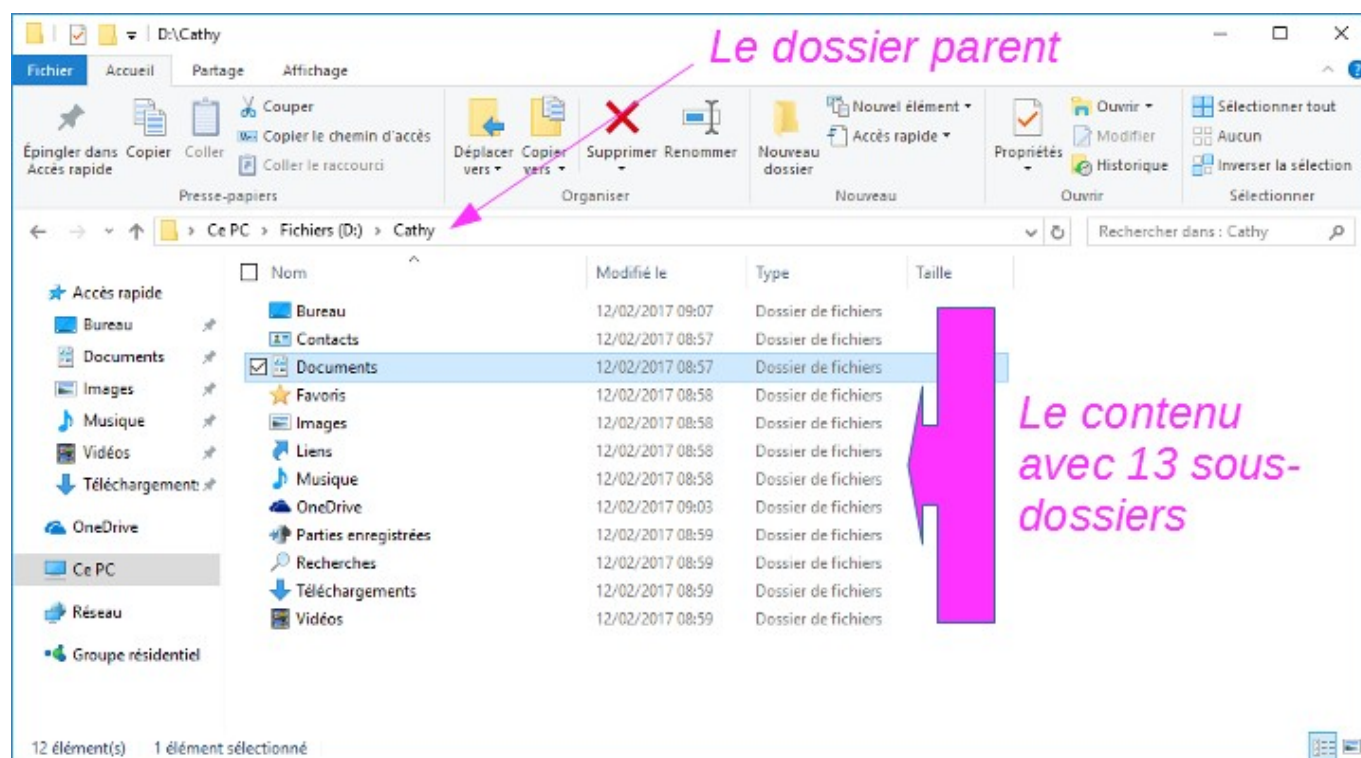 D:\Cathy
Le dossier parent
Fichier Accueil Partage Affichage
Épingler dans Accès rapide
Copier
Coller
Couper
Copier le chemin d'accès
Coller le raccourci
Presse-papiers
Déplacer vers
Copier vers
Supprimer
Renommer
Organiser
Nouveau dossier
Nouvel élément
Accès rapide
Nouveau
Propriétés
Ouvrir
Modifier
Historique
Ouvrir
Sélectionner tout
Aucun
Inverser la sélection
Sélectionner
Ce PC > Fichiers (D:) > Cathy
Rechercher dans : Cathy
Accès rapide
Bureau
Documents
Images
Musique
Vidéos
Téléchargement:
OneDrive
Ce PC
Réseau
Groupe résidentiel
Nom Modifié le Type Taille
Bureau 12/02/2017 09:07 Dossier de fichiers
Contacts 12/02/2017 08:57 Dossier de fichiers
Documents 12/02/2017 08:57 Dossier de fichiers
Favoris 12/02/2017 08:58 Dossier de fichiers
Images 12/02/2017 08:58 Dossier de fichiers
Liens 12/02/2017 08:58 Dossier de fichiers
Musique 12/02/2017 08:58 Dossier de fichiers
OneDrive 12/02/2017 09:03 Dossier de fichiers
Parties enregistrées 12/02/2017 08:59 Dossier de fichiers
Recherches 12/02/2017 08:59 Dossier de fichiers
Téléchargements 12/02/2017 08:59 Dossier de fichiers
Vidéos 12/02/2017 08:59 Dossier de fichiers
Le contenu
avec 13 sous-
dossiers
12 élément(s) 1 élément sélectionné